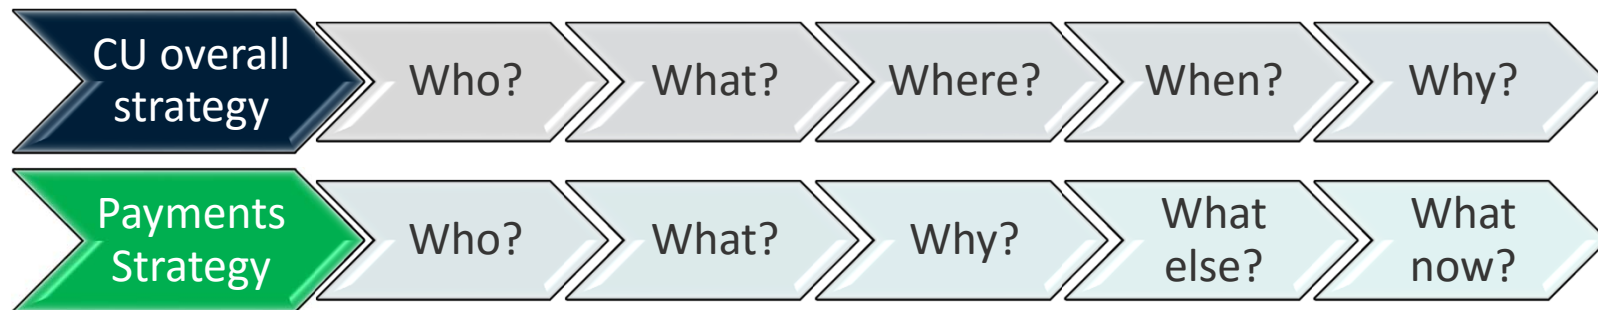 CU overall
strategy
Who?
What?
Where?
When?
Why?
Payments
Strategy
Who?
What?
Why?
What
else?
What
now?